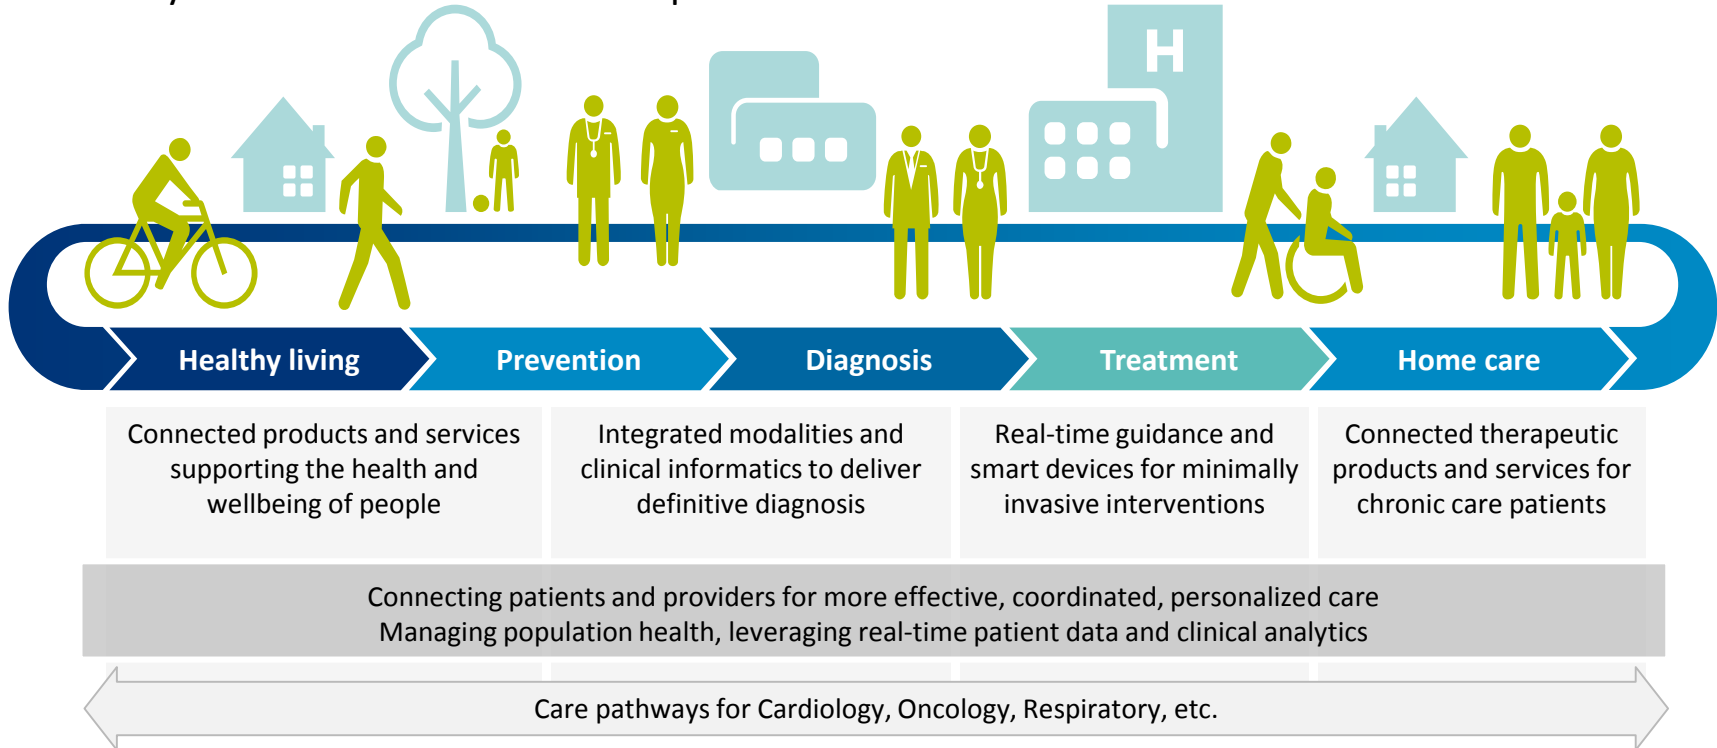 H
Healthy living
Prevention
Diagnosis
Treatment
Home care
Connected products and services
supporting the health and
wellbeing of people
Integrated modalities and
clinical informatics to deliver
definitive diagnosis
Real-time guidance and
smart devices for minimally
invasive interventions
Connected therapeutic
products and services for
chronic care patients
Connecting patients and providers for more effective, coordinated, personalized care
Managing population health, leveraging real-time patient data and clinical analytics
Care pathways for Cardiology, Oncology, Respiratory, etc.